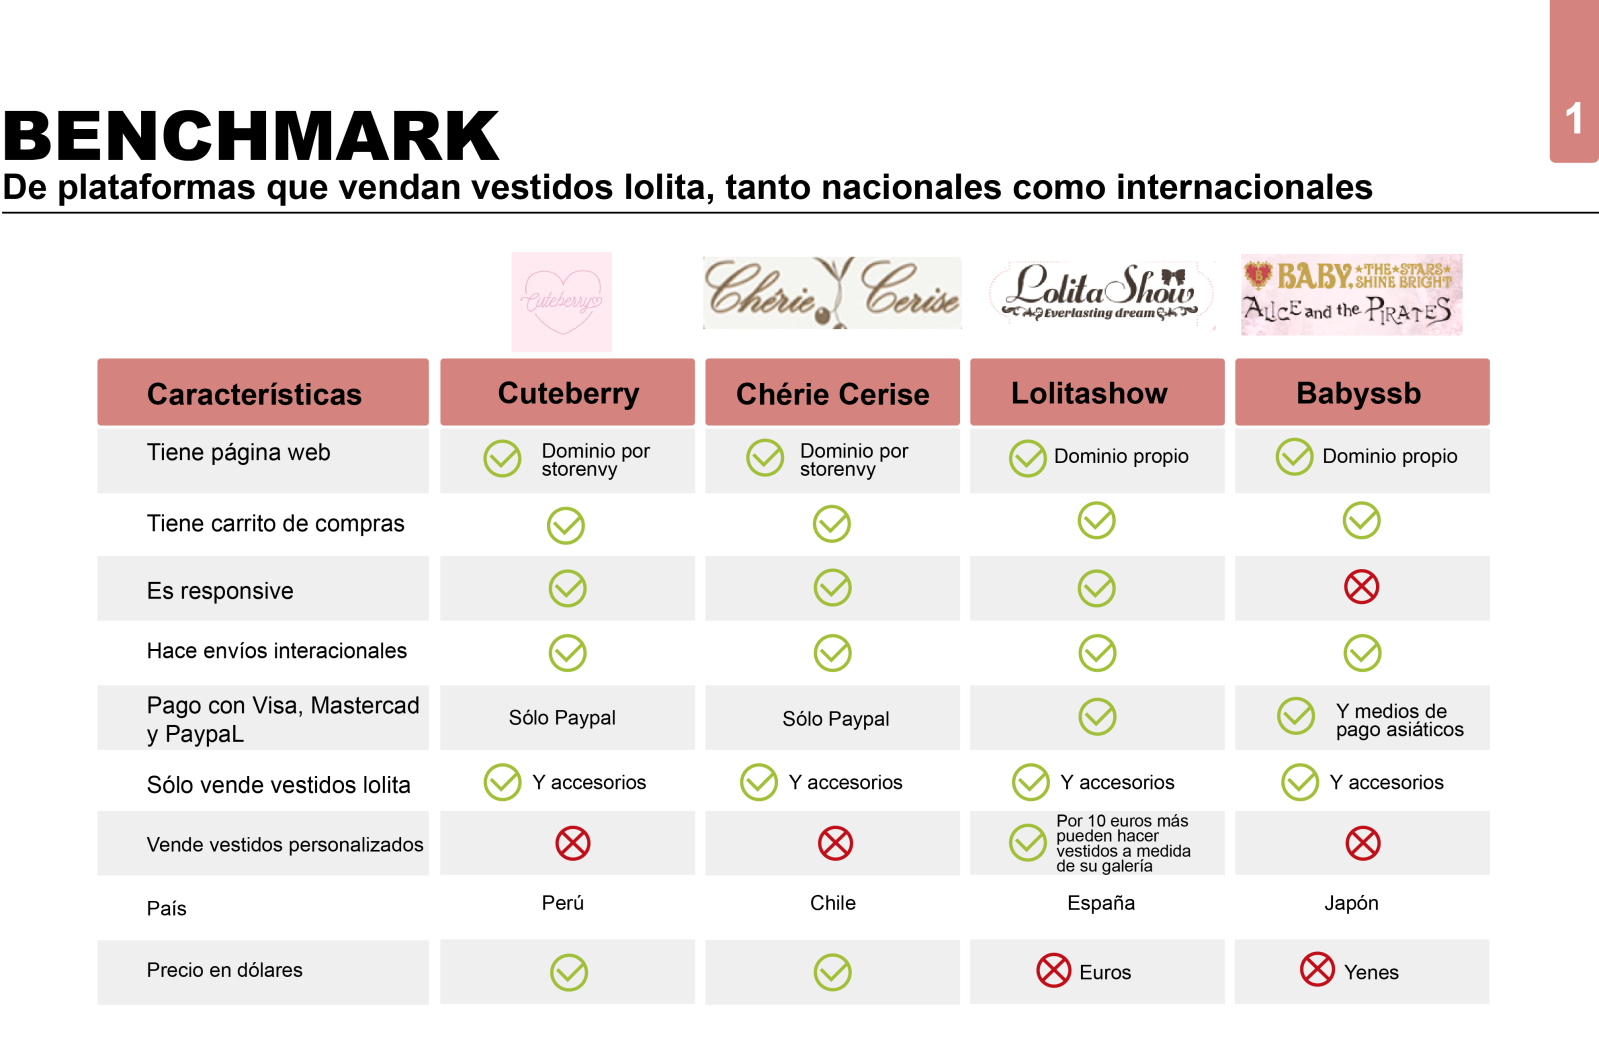 1
BENCHMARK
De plataformas que vendan vestidos lolita, tanto nacionales como internacionales
Cuteberry
Chérie Cerise
Lolita Show
Everlasting dream
BABY, THE STARS
SHINE BRIGHT
ALICE and the PIRATES
Características Cuteberry Chérie Cerise Lolitashow Babyssb
Tiene página web
Dominio por
storenvy
Dominio por
storenvy
Dominio propio
Dominio propio
Tiene carrito de compras
Es responsive
Hace envíos interacionales
Pago con Visa, Mastercad
y PaypaL
Sólo Paypal
Sólo Paypal
Y medios de
pago asiáticos
Sólo vende vestidos lolita Y accesorios Y accesorios Y accesorios Y accesorios
Vende vestidos personalizados
Por 10 euros más
pueden hacer
vestidos a medida
de su galería
País Perú Chile España Japón
Precio en dólares Euros Yenes